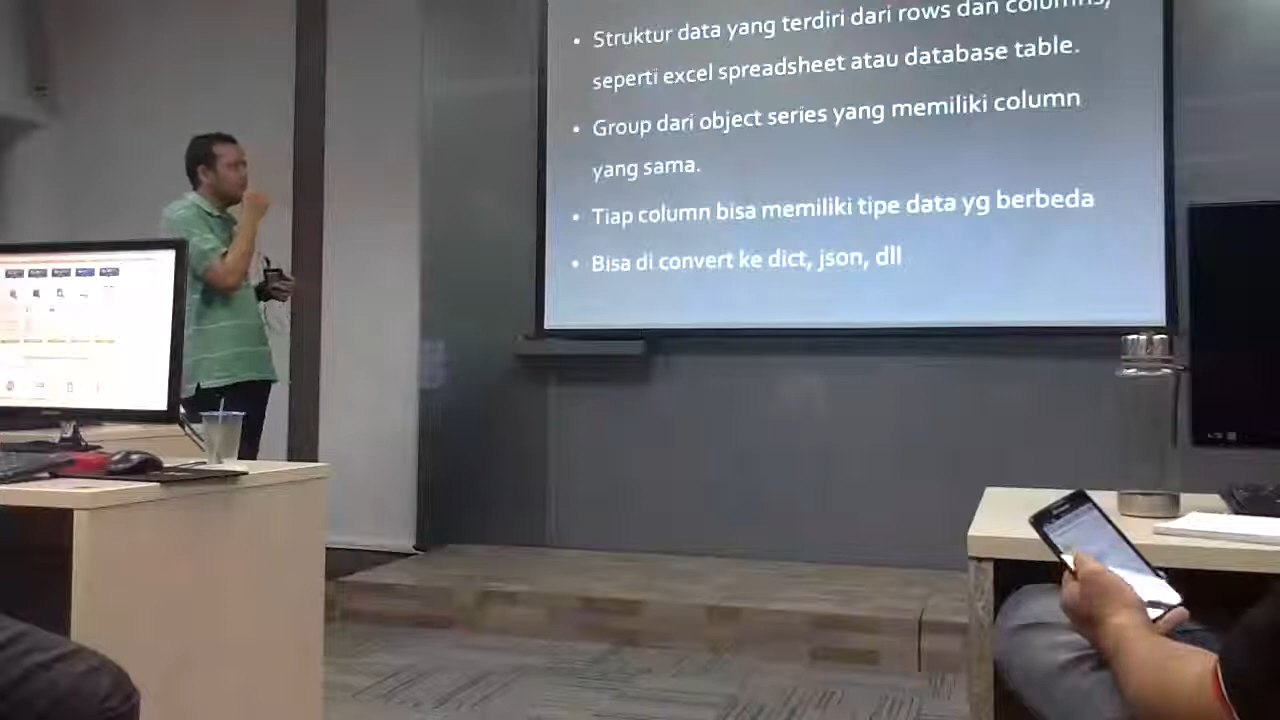 • Struktur data yang terdiri dari rows dan columns,
seperti excel spreadsheet atau database table.
• Group dari object series yang memiliki column
yang sama.
• Tiap column bisa memiliki tipe data yg berbeda
• Bisa di convert ke dict, json, dll